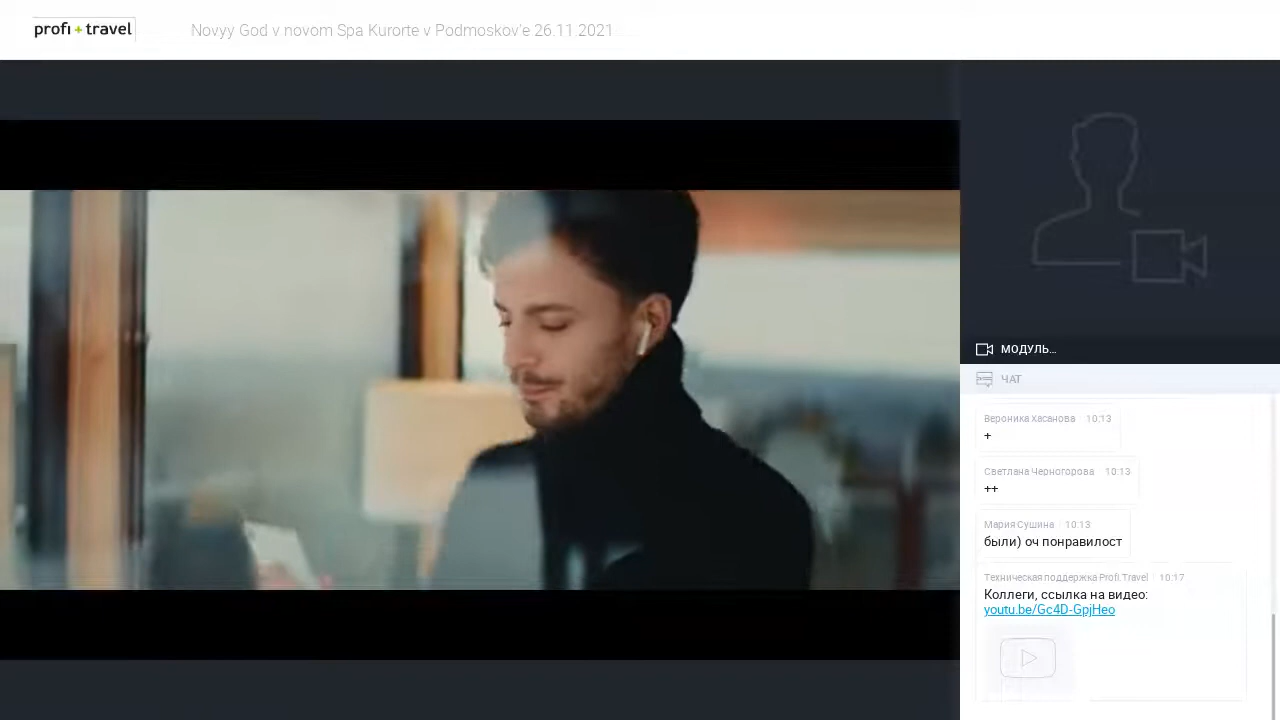 profi + travel
Novyy God v novom Spa Kurorte v Podmoskov'e 26.11.2021
МОДУЛЬ...
ЧАТ
Вероника Хасанова 10:13
+
Светлана Черногорова 10:13
++
Мария Сушина 10:13
были) оч понравилост
Техническая поддержка Profi.Travel 10:17
Коллеги, ссылка на видео:
youtu.be/Gc4D-GpjHeo